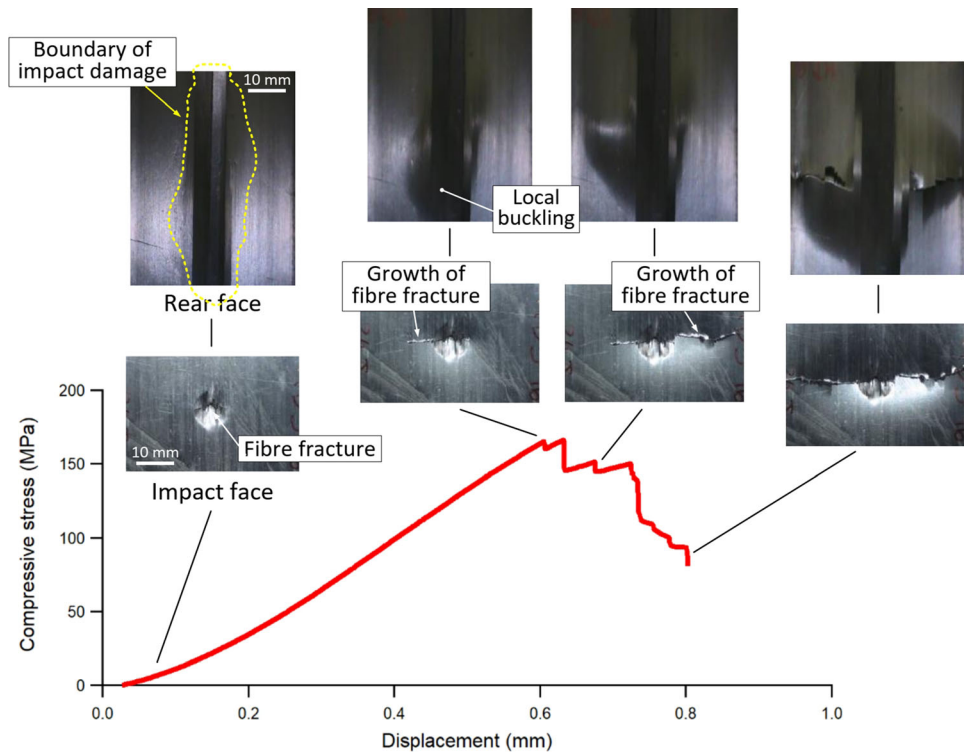 Boundary of
impact damage
10 mm
Local
buckling
Rear face
Growth of
fibre fracture
Growth of
fibre fracture
10 mm
Fibre fracture
Impact face
200
150
100
50
0
Compressive stress (MPa)
0.0
0.2
0.4
0.6
0.8
1.0
Displacement (mm)